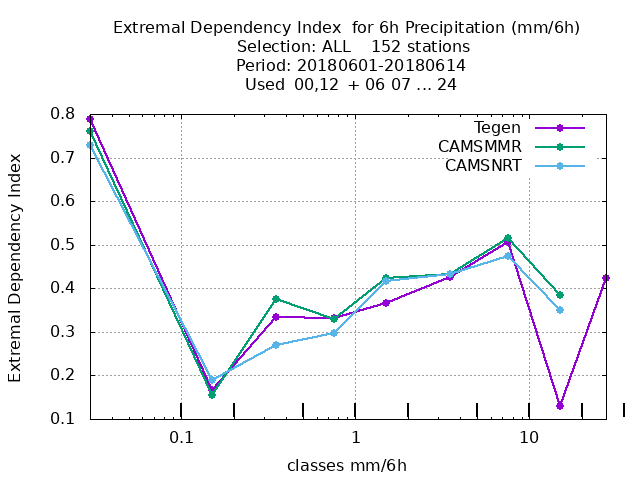 Extremal Dependency Index  for 6h Precipitation (mm/6h)
Selection: ALL    152 stations
Period: 20180601-20180614
Used  00,12  + 06 07 ... 24
Tegen
CAMSMMR
CAMSNRT
0.8
0.7
0.6
0.5
0.4
0.3
0.2
0.1
Extremal Dependency Index
0.1
1
10
classes mm/6h